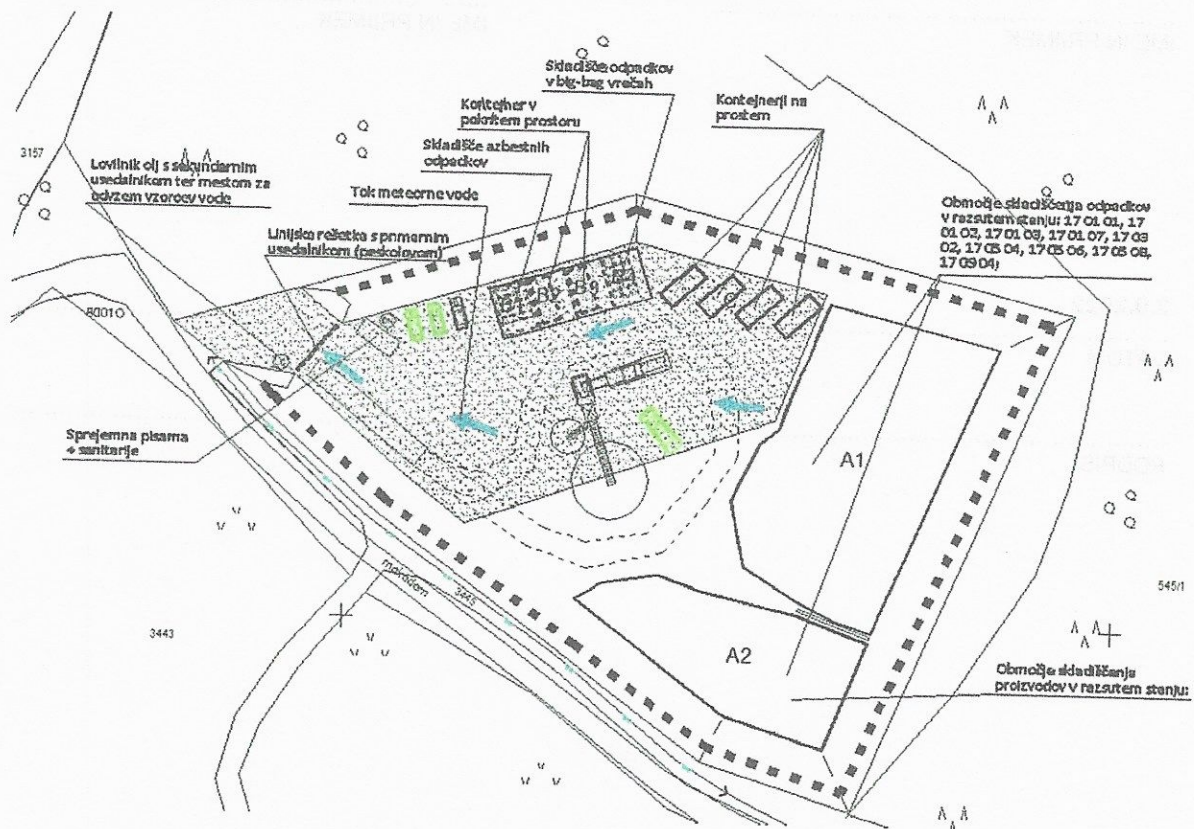 Skladišče odpadkov
v big-bag vrečah
Kontejner v
pokritem prostoru
Kontejnerji na
prostem
Skladišče azbestnih
odpadkov
3157
Lovilnik olj s sekundarnim
usedalnikom ter mestom za
odvzem vzorcev vode
Tok meteorne vode
Linijska rešetka s primarnim
usedalnikom (peskolovom)
Območje skladiščenja odpadkov
v razsutem stanju: 17 01 01, 17
01 02, 17 01 03, 17 01 07, 17 03
02, 17 05 04, 17 05 06, 17 05 08,
17 09 04;
Sprejemna pisarna
+ sanitarije
A1
makadam
3445
3443
545/1
A2
Območje skladiščenja
proizvodov v razsutem stanju: